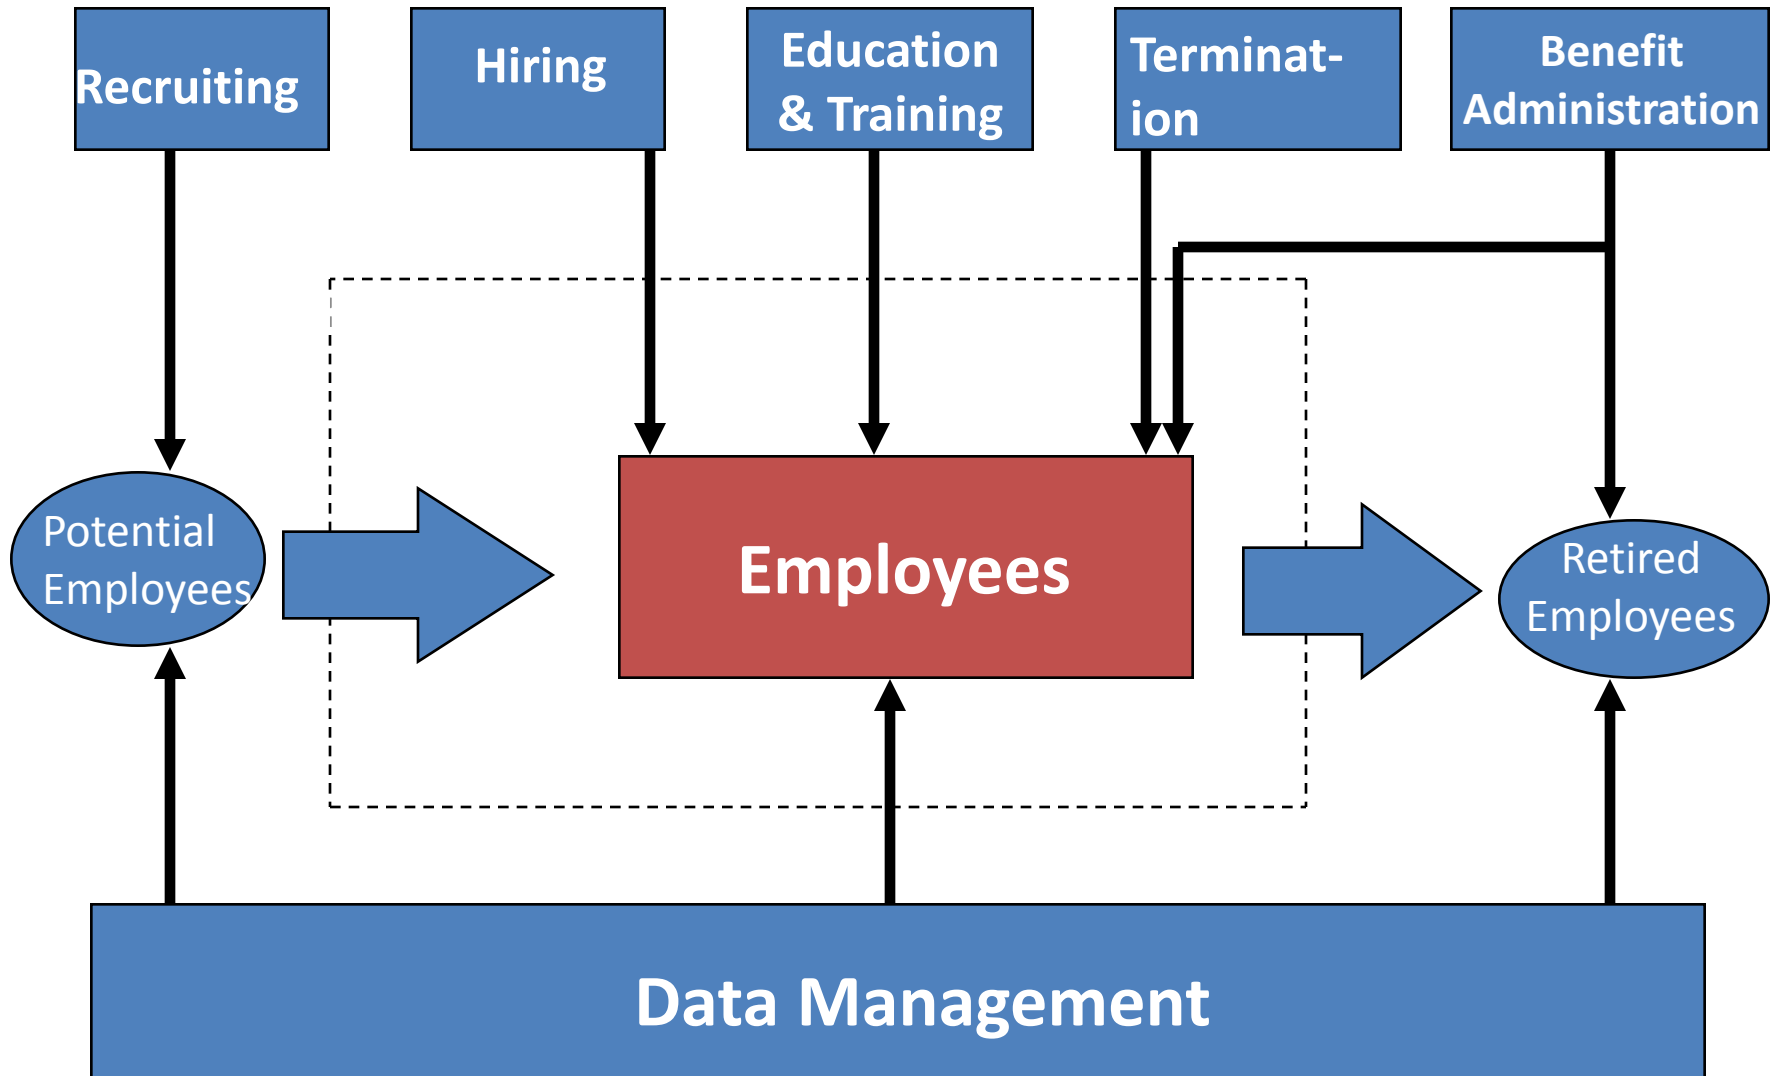 Recruiting
Hiring
Education
& Training
Terminat-
ion
Benefit
Administration
Potential
Employees
Employees
Retired
Employees
Data Management